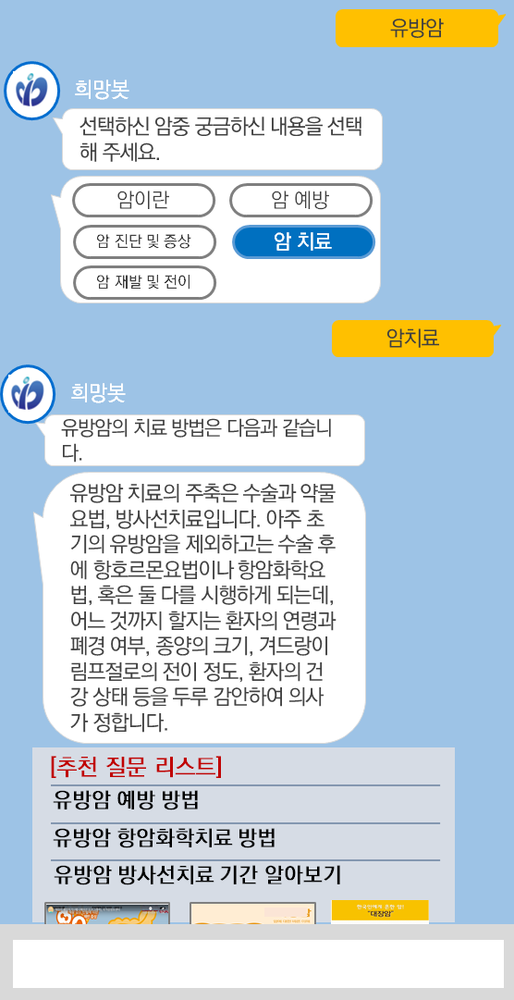 유방암
희망봇
선택하신 암중 궁금하신 내용을 선택
해 주세요.
암이란
암 예방
암 진단 및 증상
암 치료
암 재발 및 전이
암치료
희망봇
유방암의 치료 방법은 다음과 같습니
다.
유방암 치료의 주축은 수술과 약물
요법, 방사선치료입니다. 아주 초
기의 유방암을 제외하고는 수술 후
에 항호르몬요법이나 항암화학요
법, 혹은 둘 다를 시행하게 되는데,
어느 것까지 할지는 환자의 연령과
폐경 여부, 종양의 크기, 겨드랑이
림프절로의 전이 정도, 환자의 건
강 상태 등을 두루 감안하여 의사
가 정합니다.
[추천 질문 리스트]
유방암 예방 방법
유방암 항암화학치료 방법
유방암 방사선치료 기간 알아보기
"대장암"